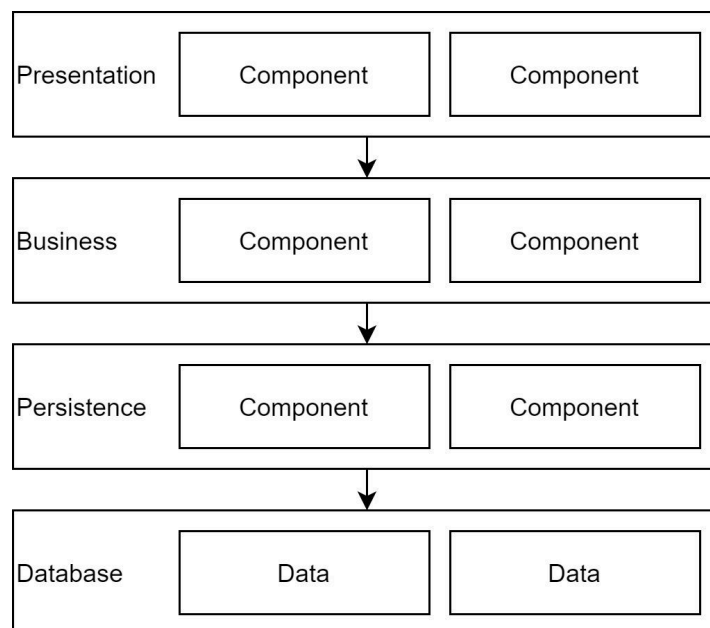 Presentation Component Component
Business Component Component
Persistence Component Component
Database Data Data